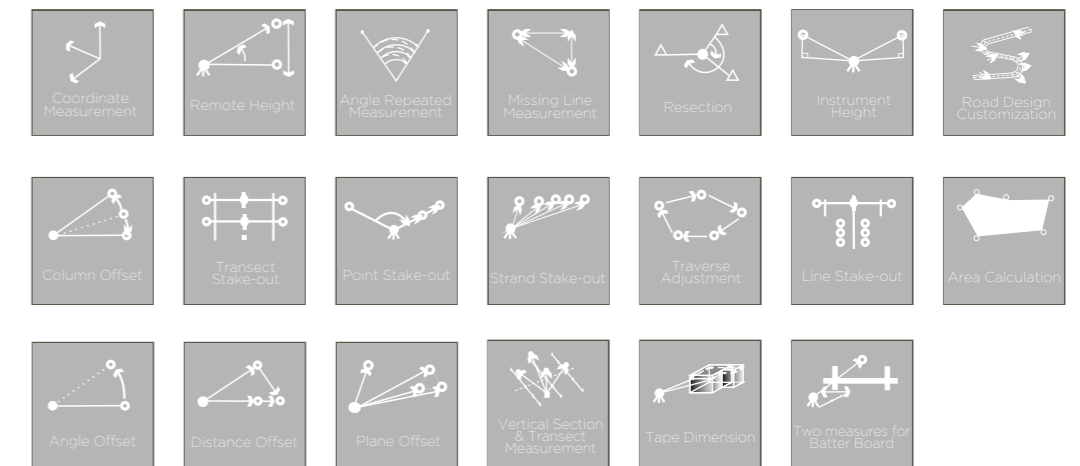 Coordinate
Measurement
Remote Height
Angle Repeated
Measurement
Missing Line
Measurement
Resection
Instrument
Height
Road Design
Customization
Column Offset
Transect
Stake-out
Point Stake-out
Strand Stake-out
Traverse
Adjustment
Line Stake-out
Area Calculation
Angle Offset
Distance Offset
Plane Offset
Vertical Section
& Transect
Measurement
Tape Dimension
Two measures for
Batter Board